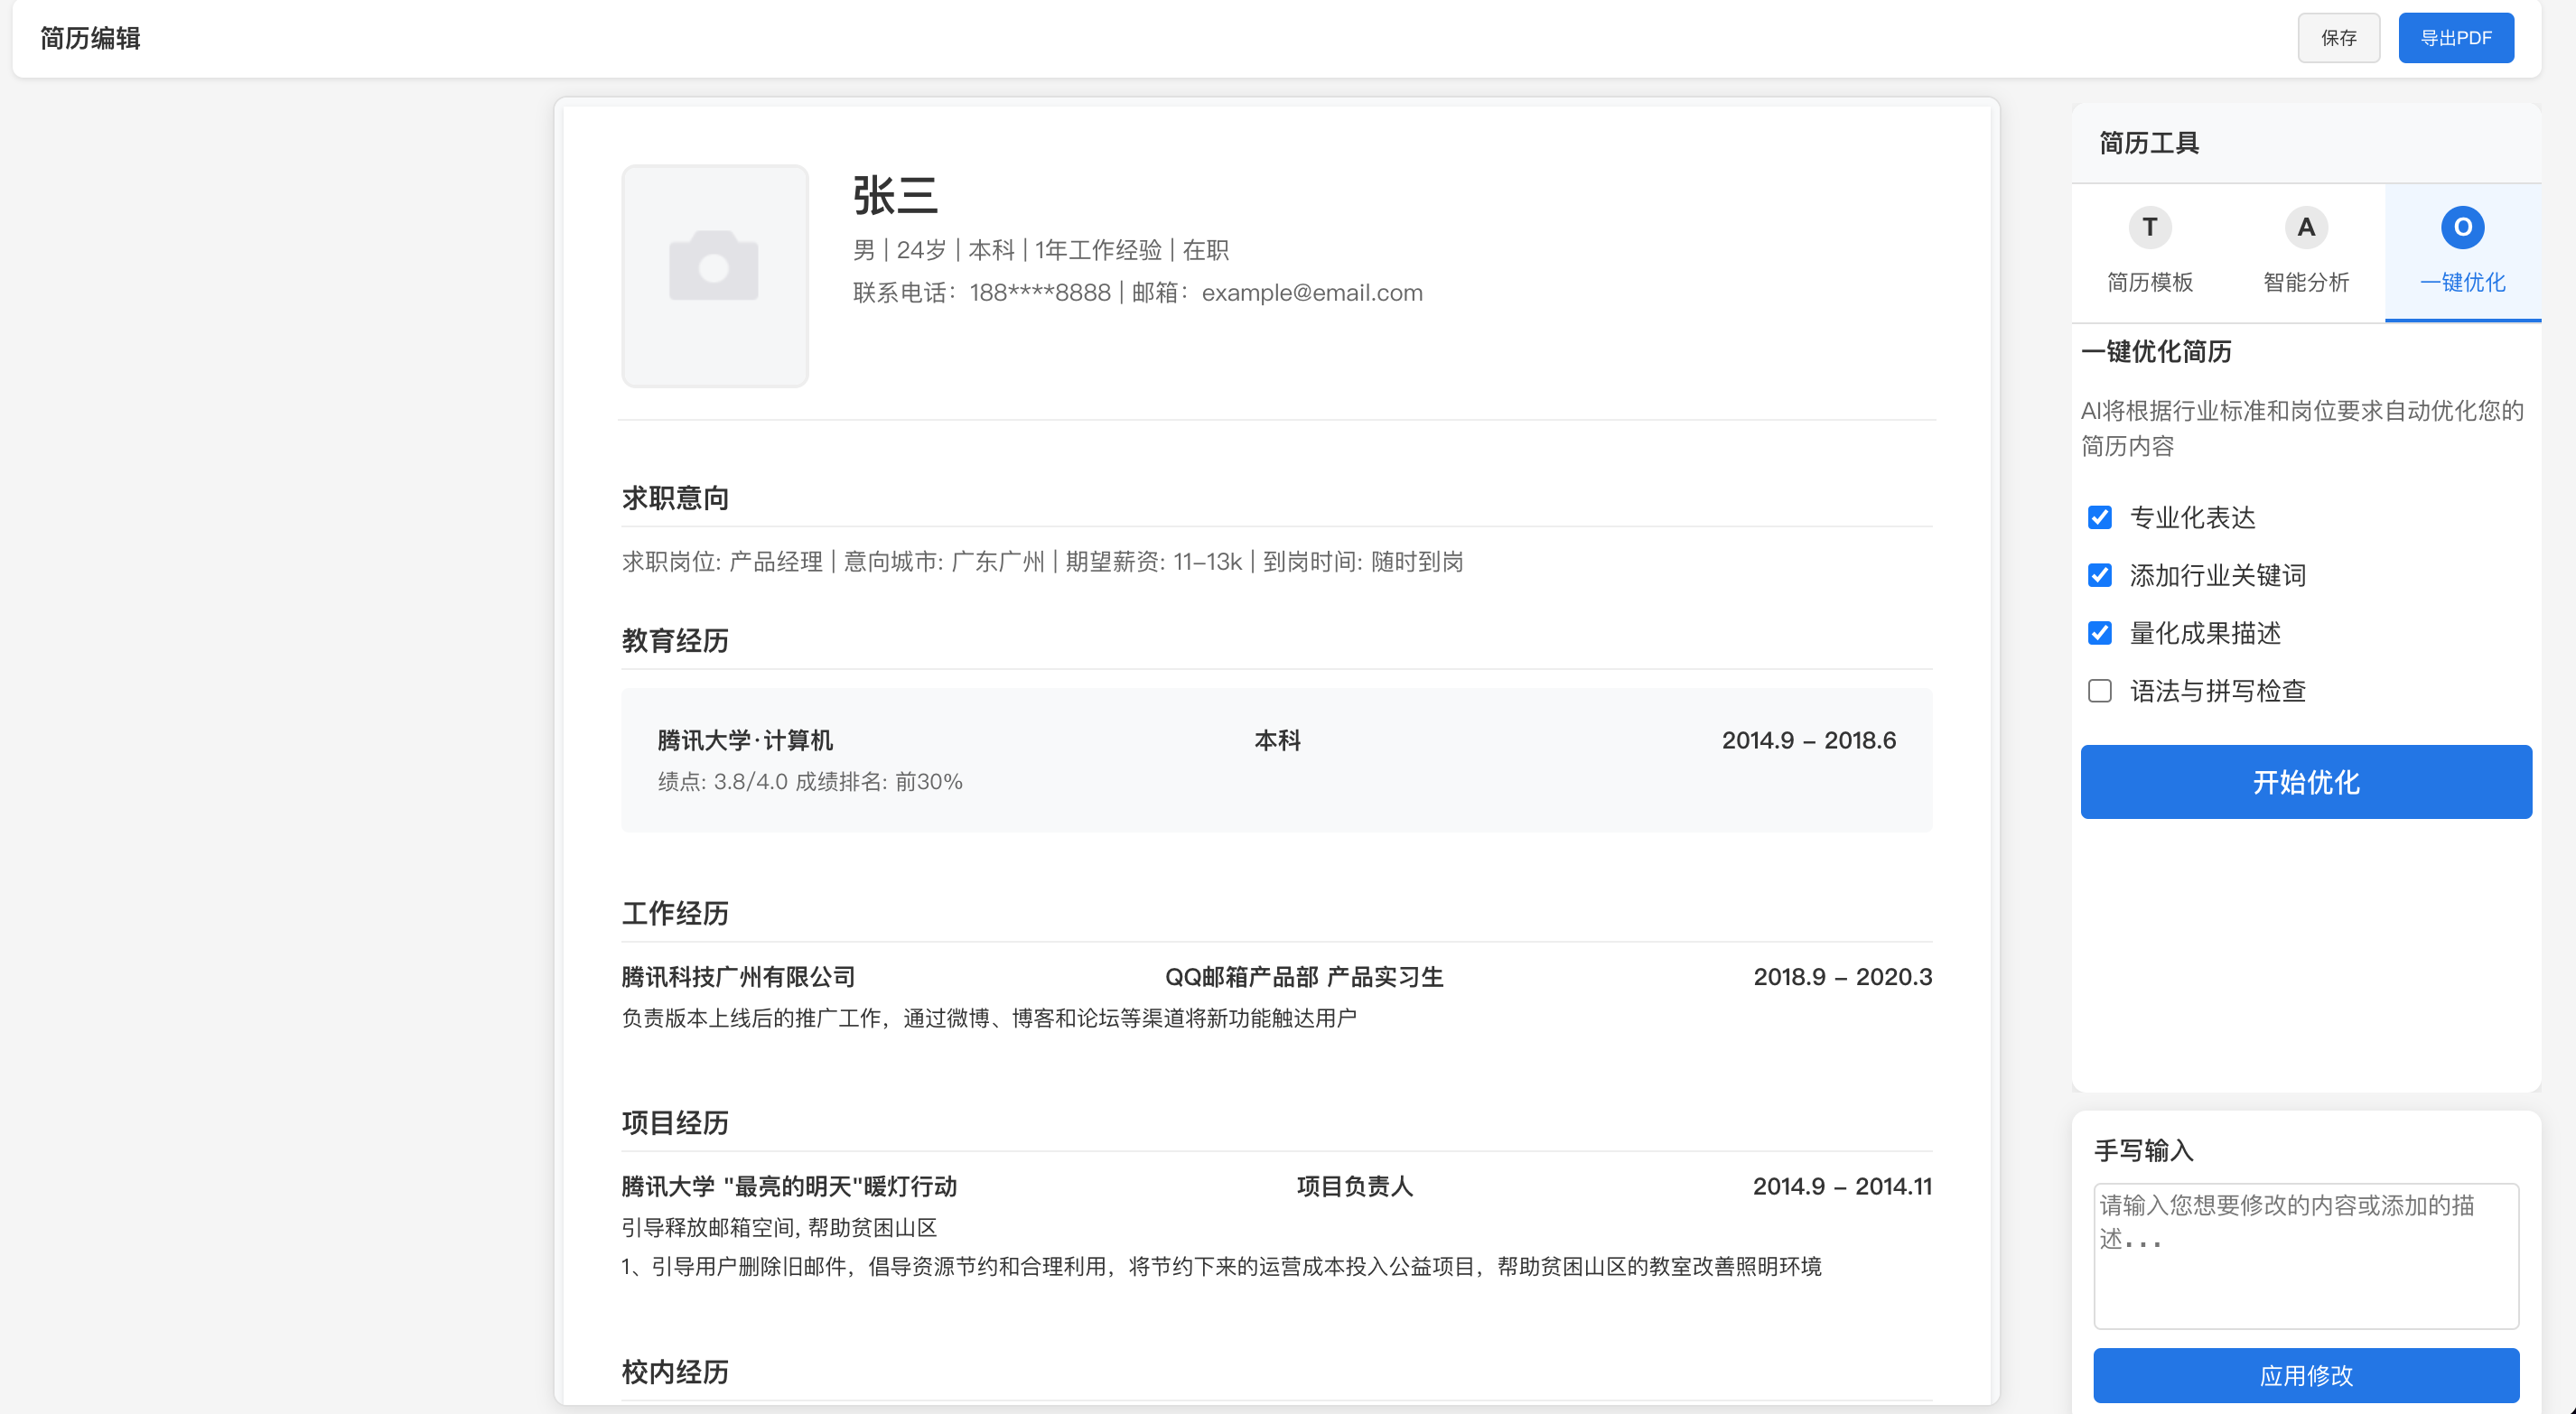 简历编辑
保存
导出PDF
张三
男 | 24岁 | 本科 | 1年工作经验 | 在职
联系电话：188****8888 | 邮箱：example@email.com
求职意向
求职岗位: 产品经理 | 意向城市: 广东广州 | 期望薪资: 11–13k | 到岗时间: 随时到岗
教育经历
腾讯大学·计算机 本科 2014.9 – 2018.6
绩点: 3.8/4.0 成绩排名: 前30%
工作经历
腾讯科技广州有限公司 QQ邮箱产品部 产品实习生 2018.9 – 2020.3
负责版本上线后的推广工作，通过微博、博客和论坛等渠道将新功能触达用户
项目经历
腾讯大学 "最亮的明天"暖灯行动 项目负责人 2014.9 – 2014.11
引导释放邮箱空间, 帮助贫困山区
1、引导用户删除旧邮件，倡导资源节约和合理利用，将节约下来的运营成本投入公益项目，帮助贫困山区的教室改善照明环境
校内经历
简历工具
T
简历模板
A
智能分析
O
一键优化
一键优化简历
AI将根据行业标准和岗位要求自动优化您的
简历内容
专业化表达
添加行业关键词
量化成果描述
语法与拼写检查
开始优化
手写输入
请输入您想要修改的内容或添加的描
述...
应用修改